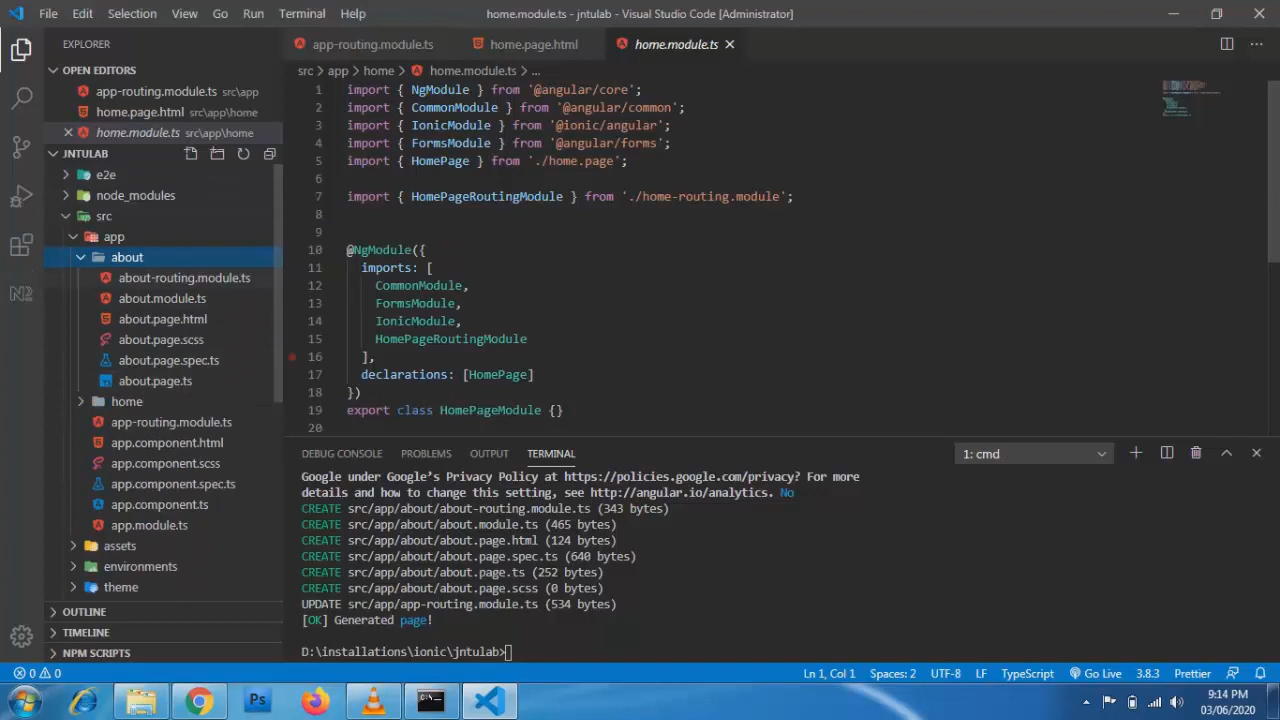 File Edit Selection View Go Run Terminal Help
home.module.ts - jntulab - Visual Studio Code [Administrator]
EXPLORER
OPEN EDITORS
app-routing.module.ts src\app
home.page.html src\app\home
home.module.ts src\app\home
JNTULAB
e2e
node_modules
src
app
about
about-routing.module.ts
about.module.ts
about.page.html
about.page.scss
about.page.spec.ts
about.page.ts
home
app-routing.module.ts
app.component.html
app.component.scss
app.component.spec.ts
app.component.ts
app.module.ts
assets
environments
theme
OUTLINE
TIMELINE
NPM SCRIPTS
app-routing.module.ts home.page.html home.module.ts
src > app > home > home.module.ts > ...
1 import { NgModule } from '@angular/core';
2 import { CommonModule } from '@angular/common';
3 import { IonicModule } from '@ionic/angular';
4 import { FormsModule } from '@angular/forms';
5 import { HomePage } from './home.page';
6
7 import { HomePageRoutingModule } from './home-routing.module';
8
9
10 @NgModule({
11 imports: [
12 CommonModule,
13 FormsModule,
14 IonicModule,
15 HomePageRoutingModule
16 ],
17 declarations: [HomePage]
18 })
19 export class HomePageModule {}
20
DEBUG CONSOLE PROBLEMS OUTPUT TERMINAL
1: cmd
Google under Google’s Privacy Policy at https://policies.google.com/privacy? For more
details and how to change this setting, see http://angular.io/analytics. No
CREATE src/app/about/about-routing.module.ts (343 bytes)
CREATE src/app/about/about.module.ts (465 bytes)
CREATE src/app/about/about.page.html (124 bytes)
CREATE src/app/about/about.page.spec.ts (640 bytes)
CREATE src/app/about/about.page.ts (252 bytes)
CREATE src/app/about/about.page.scss (0 bytes)
UPDATE src/app/app-routing.module.ts (534 bytes)
[OK] Generated page!
D:\installations\ionic\jntulab>
0 0 Ln 1, Col 1 Spaces: 2 UTF-8 LF TypeScript Go Live 3.8.3 Prettier
Ps
9:14 PM
03/06/2020